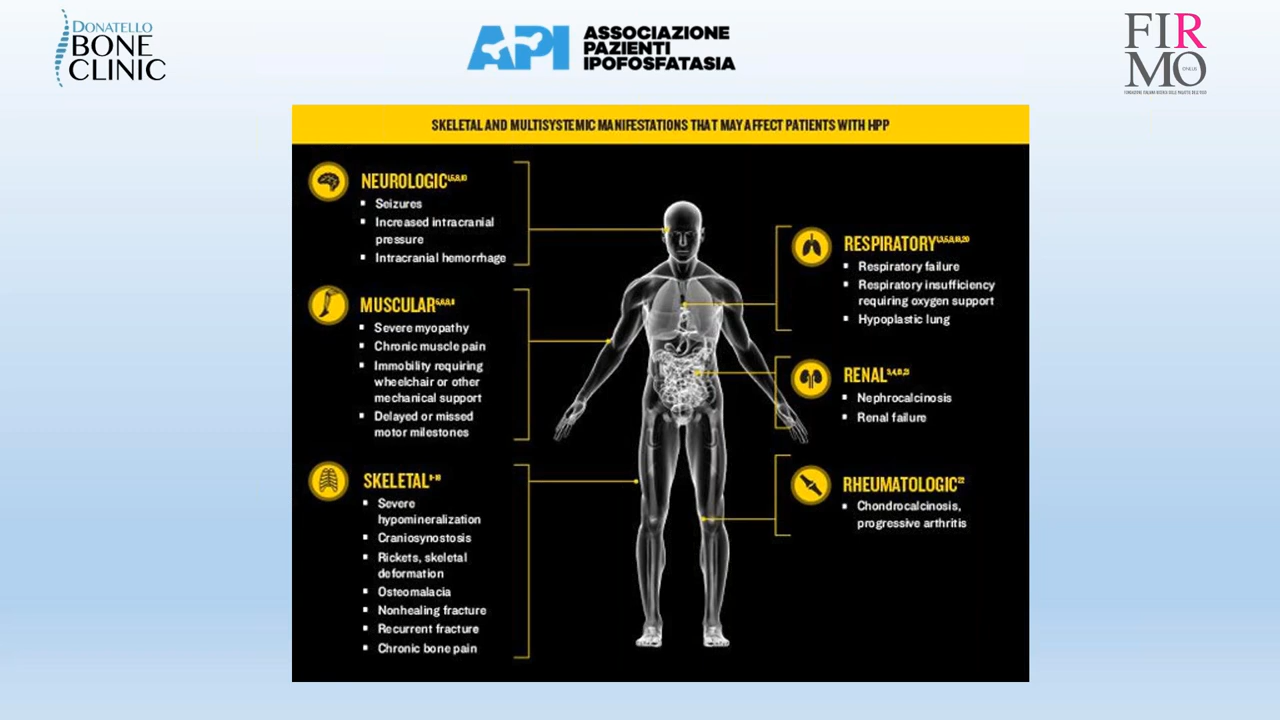 DONATELLO
BONE
CLINIC
API
ASSOCIAZIONE
PAZIENTI
IPOFOSFATASIA
FIR
MO
SKELETAL AND MULTISYSTEMIC MANIFESTATIONS THAT MAY AFFECT PATIENTS WITH HPP
NEUROLOGIC
Seizures
Increased intracranial
pressure
Intracranial hemorrhage
MUSCULAR
Severe myopathy
Chronic muscle pain
Immobility requiring
wheelchair or other
mechanical support
Delayed or missed
motor milestones
SKELETAL
Severe
hypomineralization
Craniosynostosis
Rickets, skeletal
deformation
Osteomalacia
Nonhealing fracture
Recurrent fracture
Chronic bone pain
RESPIRATORY
Respiratory failure
Respiratory insufficiency
requiring oxygen support
Hypoplastic lung
RENAL
Nephrocalcinosis
Renal failure
RHEUMATOLOGIC²²
Chondrocalcinosis,
progressive arthritis